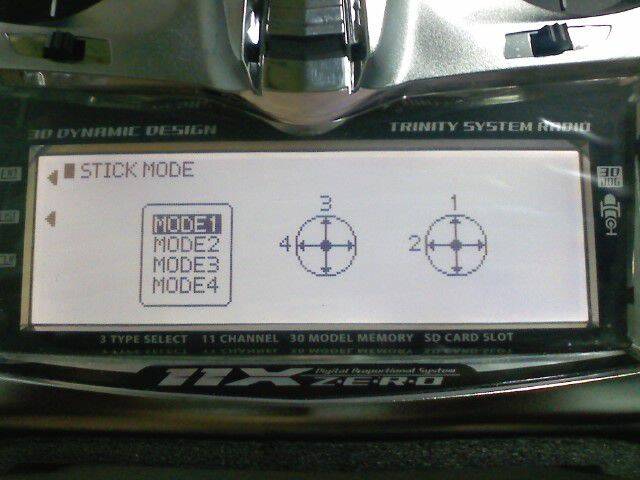 3D DYNAMIC DESIGN
TRINITY SYSTEM RADIO
STICK MODE
MODE1
MODE2
MODE3
MODE4
3
4
1
2
3D
3 TYPE SELECT 11 CHANNEL 30 MODEL MEMORY SD CARD SLOT
11X
Digital Proportional System
ZERO